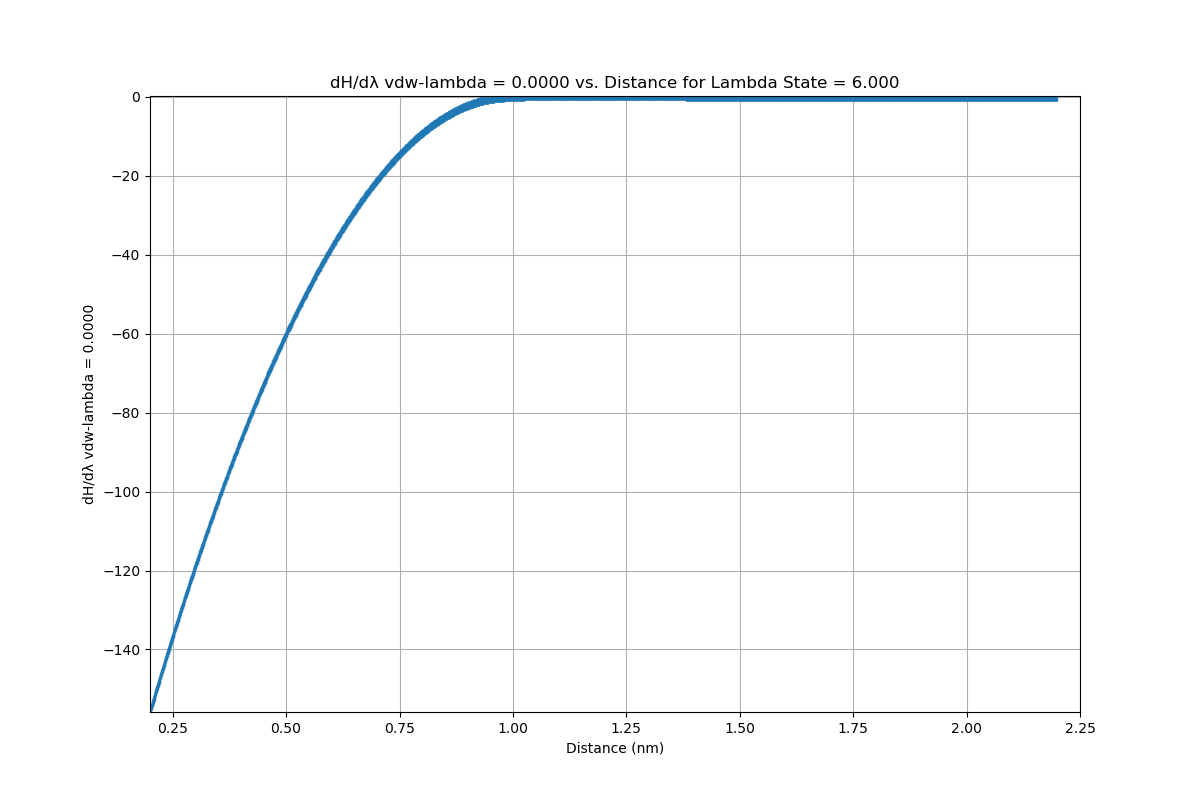 dH/dλ vdw-lambda = 0.0000 vs. Distance for Lambda State = 6.000
dH/dλ vdw-lambda = 0.0000
0
−20
−40
−60
−80
−100
−120
−140
0.25 0.50 0.75 1.00 1.25 1.50 1.75 2.00 2.25
Distance (nm)